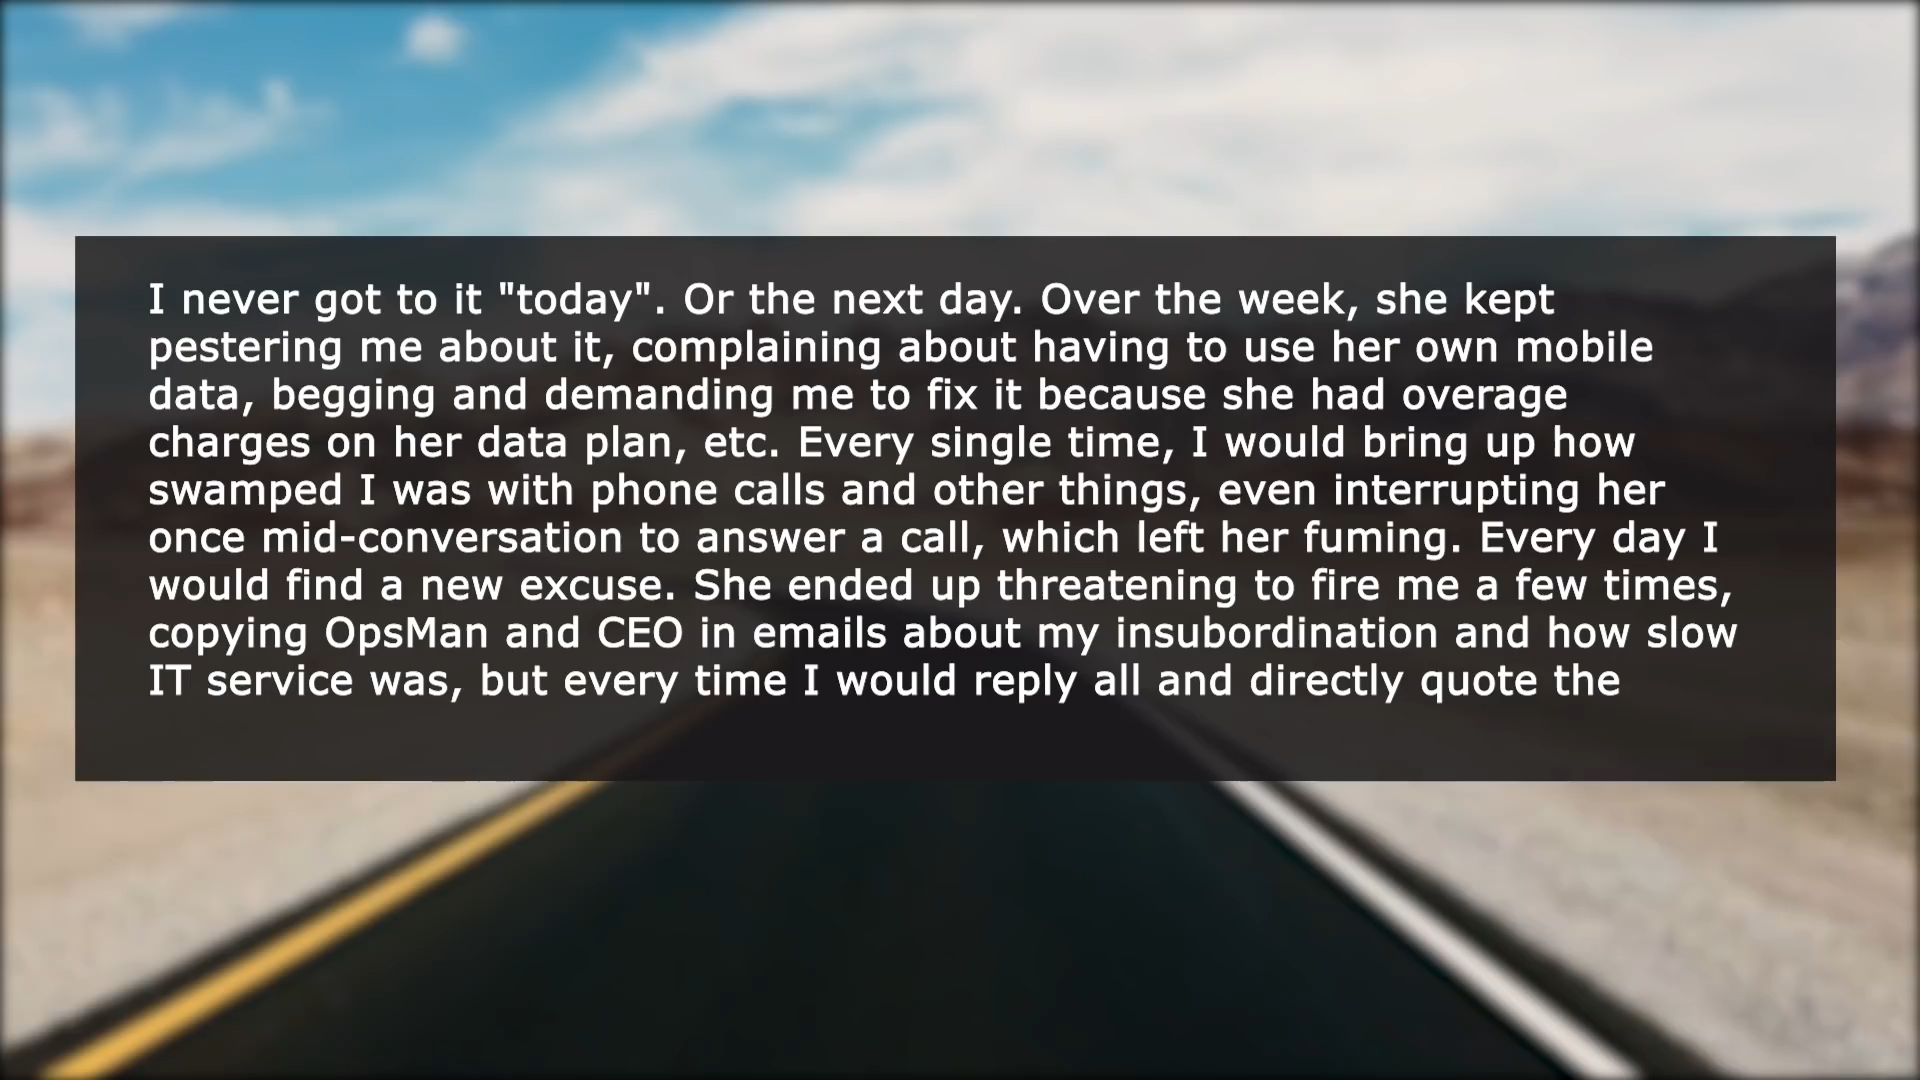 I never got to it "today". Or the next day. Over the week, she kept
pestering me about it, complaining about having to use her own mobile
data, begging and demanding me to fix it because she had overage
charges on her data plan, etc. Every single time, I would bring up how
swamped I was with phone calls and other things, even interrupting her
once mid-conversation to answer a call, which left her fuming. Every day I
would find a new excuse. She ended up threatening to fire me a few times,
copying OpsMan and CEO in emails about my insubordination and how slow
IT service was, but every time I would reply all and directly quote the